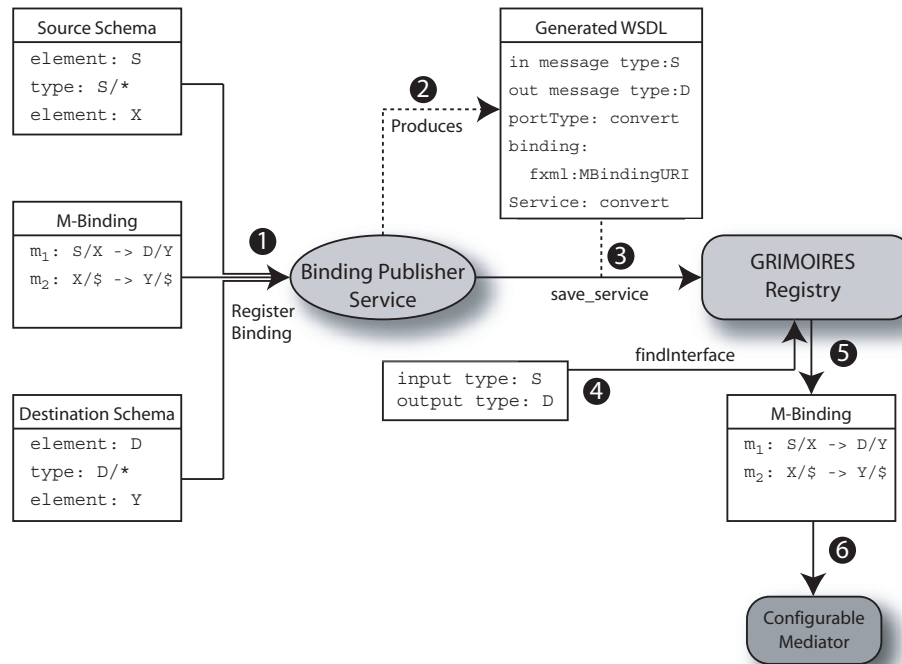 Source Schema
element: S
type: S/*
element: X
M-Binding
m1: S/X -> D/Y
m2: X/$ -> Y/$
Destination Schema
element: D
type: D/*
element: Y
1
Register
Binding
Binding Publisher
Service
2
Produces
Generated WSDL
in message type:S
out message type:D
portType: convert
binding:
fxml:MBindingURI
Service: convert
3
save_service
GRIMOIRES
Registry
input type: S
output type: D
4
findInterface
5
M-Binding
m1: S/X -> D/Y
m2: X/$ -> Y/$
6
Configurable
Mediator